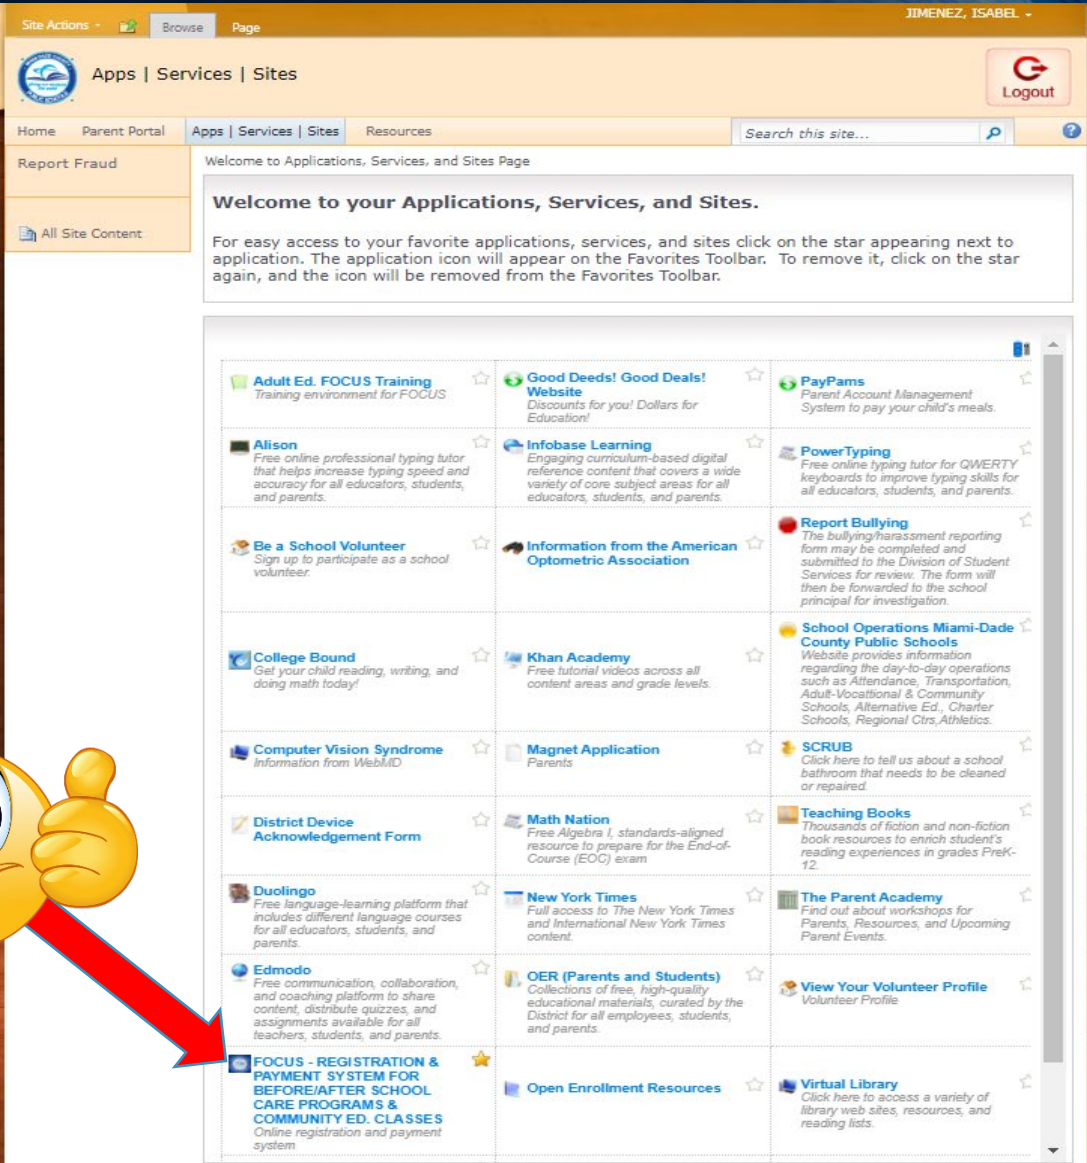 JIMENEZ, ISABEL
Site Actions
Browse
Page
Apps | Services | Sites
Logout
Home
Parent Portal
Apps | Services | Sites
Resources
Search this site...
Report Fraud
All Site Content
Welcome to Applications, Services, and Sites Page
Welcome to your Applications, Services, and Sites.
For easy access to your favorite applications, services, and sites click on the star appearing next to
application. The application icon will appear on the Favorites Toolbar. To remove it, click on the star
again, and the icon will be removed from the Favorites Toolbar.
Adult Ed. FOCUS Training
Training environment for FOCUS
Good Deeds! Good Deals!
Website
Discounts for you! Dollars for
Education!
PayPams
Parent Account Management
System to pay your child's meals.
Alison
Free online professional typing tutor
that helps increase typing speed and
accuracy for all educators, students,
and parents.
Infobase Learning
Engaging curriculum-based digital
reference content that covers a wide
variety of core subject areas for all
educators, students, and parents.
PowerTyping
Free online typing tutor for QWERTY
keyboards to improve typing skills for
all educators, students, and parents.
Be a School Volunteer
Sign up to participate as a school
volunteer.
Information from the American
Optometric Association
Report Bullying
The bullying/harassment reporting
form may be completed and
submitted to the Division of Student
Services for review. The form will
then be forwarded to the school
principal for investigation.
College Bound
Get your child reading, writing, and
doing math today!
Khan Academy
Free tutorial videos across all
content areas and grade levels.
School Operations Miami-Dade
County Public Schools
Website provides information
regarding the day-to-day operations
such as Attendance, Transportation,
Adult-Vocattional & Community
Schools, Alternative Ed., Charter
Schools, Regional Ctrs,Athletics.
Computer Vision Syndrome
Information from WebMD
Magnet Application
Parents
SCRUB
Click here to tell us about a school
bathroom that needs to be cleaned
or repaired.
District Device
Acknowledgement Form
Math Nation
Free Algebra I, standards-aligned
resource to prepare for the End-of-
Course (EOC) exam
Teaching Books
Thousands of fiction and non-fiction
book resources to enrich student's
reading experiences in grades PreK-
12.
Duolingo
Free language-learning platform that
includes different language courses
for all educators, students, and
parents.
New York Times
Full access to The New York Times
and International New York Times
content.
The Parent Academy
Find out about workshops for
Parents, Resources, and Upcoming
Parent Events.
Edmodo
Free communication, collaboration,
and coaching platform to share
content, distribute quizzes, and
assignments available for all
teachers, students, and parents.
OER (Parents and Students)
Collections of free, high-quality
educational materials, curated by the
District for all employees, students,
and parents.
View Your Volunteer Profile
Volunteer Profile
FOCUS - REGISTRATION &
PAYMENT SYSTEM FOR
BEFORE/AFTER SCHOOL
CARE PROGRAMS &
COMMUNITY ED. CLASSES
Online registration and payment
system
Open Enrollment Resources
Virtual Library
Click here to access a variety of
library web sites, resources, and
reading lists.